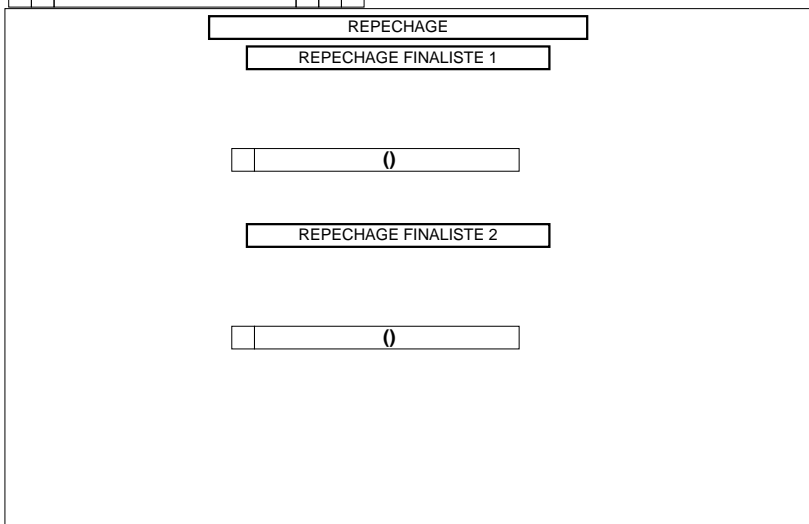 REPECHAGE
REPECHAGE FINALISTE 1
()
REPECHAGE FINALISTE 2
()